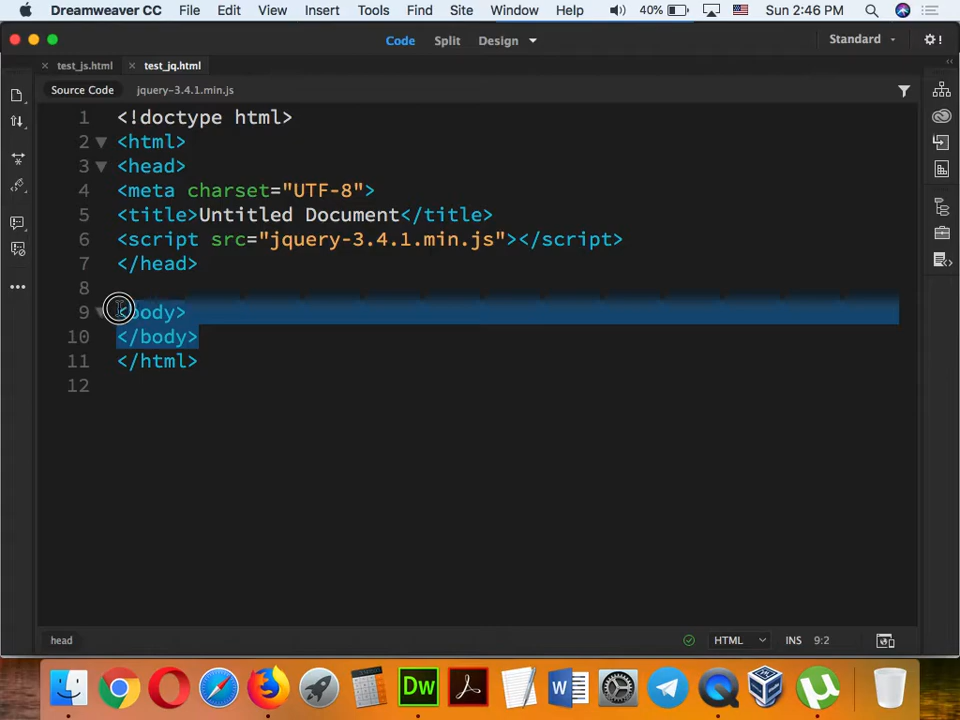 Dreamweaver CC File Edit View Insert Format Tools Find Site Window Help 40% Sun 2:46 PM
Code Split Design Standard
test_js.html test_jq.html
Source Code jquery-3.4.1.min.js
1 <!doctype html>
2 <html>
3 <head>
4 <meta charset="UTF-8">
5 <title>Untitled Document</title>
6 <script src="jquery-3.4.1.min.js"></script>
7 </head>
8
9 <body>
10 </body>
11 </html>
12
head HTML INS 9:2
Dw W